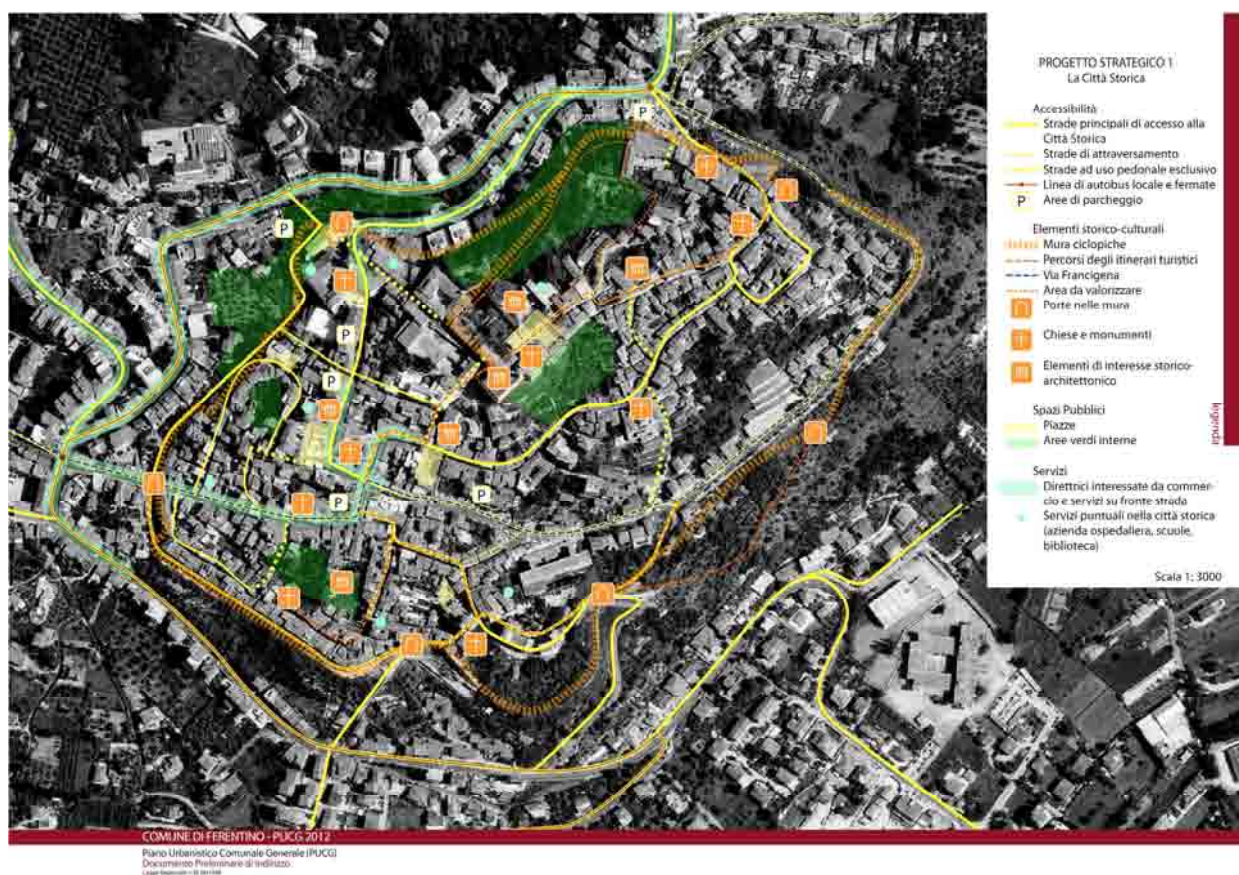 PROGETTO STRATEGICO 1
La Città Storica
Accessibilità
Strade principali di accesso alla
Città Storica
Strade di attraversamento
Strade ad uso pedonale esclusivo
Linea di autobus locale e fermate
P Aree di parcheggio
Elementi storico-culturali
Mura ciclopiche
Percorsi degli itinerari turistici
Via Francigena
Area da valorizzare
Porte nelle mura
Chiese e monumenti
Elementi di interesse storico-
architettonico
Spazi Pubblici
Piazze
Aree verdi interne
Servizi
Direttrici interessate da commer-
cio e servizi su fronte strada
Servizi puntuali nella città storica
(azienda ospedaliera, scuole,
biblioteca)
Scala 1: 3000
legenda
P
P
P
P
P
P
COMUNE DI FERENTINO - PUCG 2012
Piano Urbanistico Comunale Generale (PUCG)
Documento Preliminare di Indirizzo